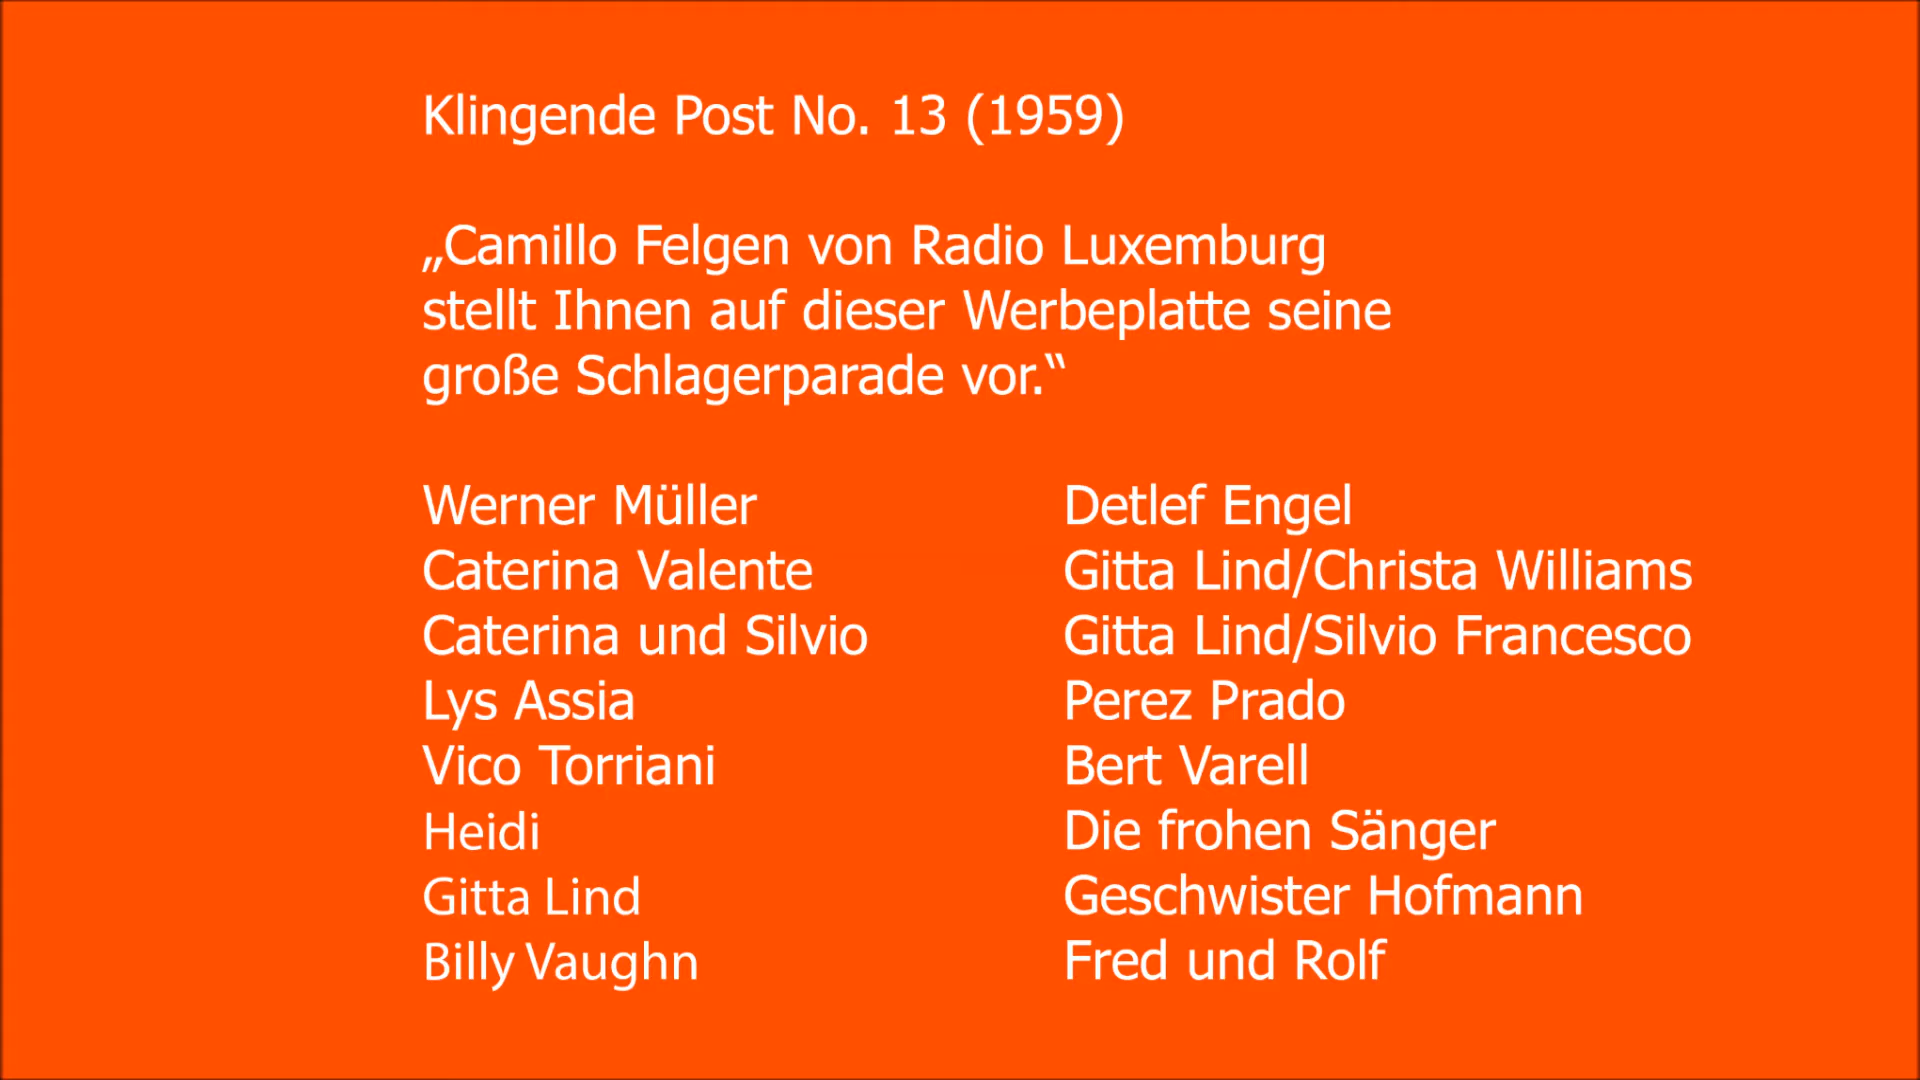 Klingende Post No. 13 (1959)
„Camillo Felgen von Radio Luxemburg
stellt Ihnen auf dieser Werbeplatte seine
große Schlagerparade vor.“
Werner Müller
Caterina Valente
Caterina und Silvio
Lys Assia
Vico Torriani
Heidi
Gitta Lind
Billy Vaughn
Detlef Engel
Gitta Lind/Christa Williams
Gitta Lind/Silvio Francesco
Perez Prado
Bert Varell
Die frohen Sänger
Geschwister Hofmann
Fred und Rolf